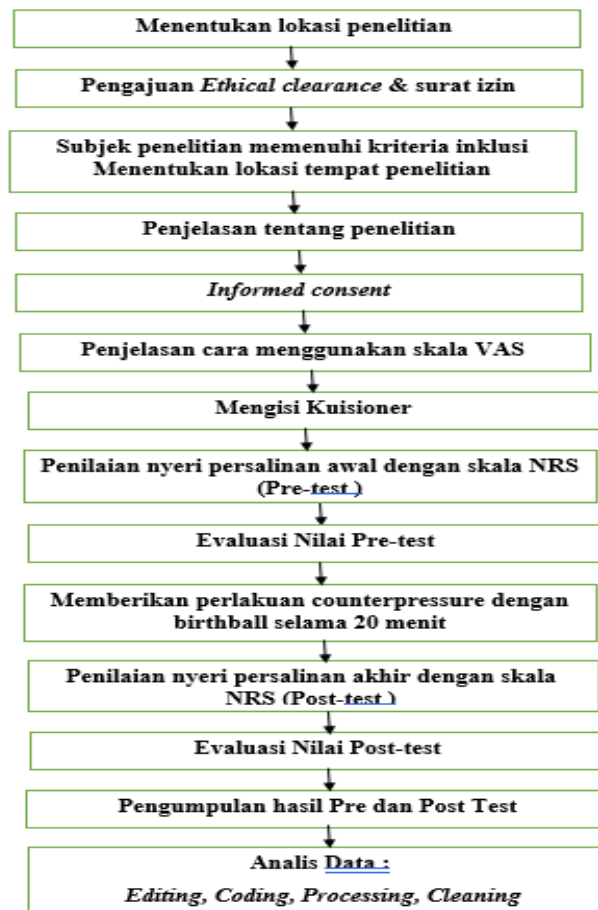 Menentukan lokasi penelitian
Pengajuan Ethical clearance & surat izin
Subjek penelitian memenuhi kriteria inklusi
Menentukan lokasi tempat penelitian
Penjelasan tentang penelitian
Informed consent
Penjelasan cara menggunakan skala VAS
Mengisi Kuisioner
Penilaian nyeri persalinan awal dengan skala NRS
(Pre-test )
Evaluasi Nilai Pre-test
Memberikan perlakuan counterpressure dengan
birthball selama 20 menit
Penilaian nyeri persalinan akhir dengan skala
NRS (Post-test )
Evaluasi Nilai Post-test
Pengumpulan hasil Pre dan Post Test
Analis Data :
Editing, Coding, Processing, Cleaning